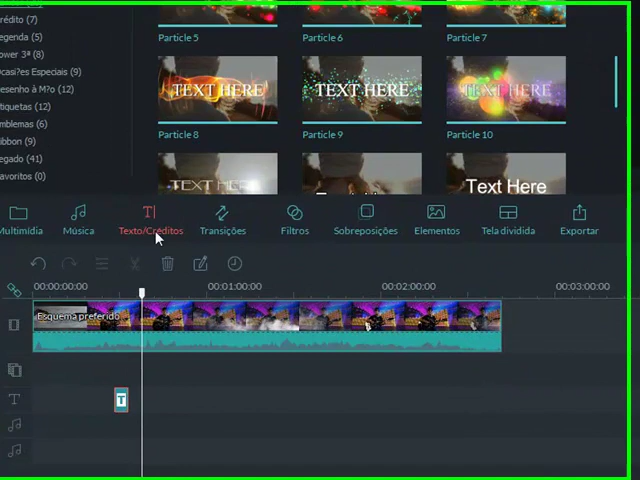 rédito (7)
egenda (5)
ower 3ª (8)
casi?es Especiais (9)
esenho à M?o (12)
tiquetas (12)
mblemas (6)
ibbon (9)
egado (41)
avoritos (0)
Particle 5
Particle 6
Particle 7
TEXT HERE
TEXT HERE
TEXT HERE
Particle 8
Particle 9
Particle 10
TEXT HERE
Text Here
Multimídia
Música
Texto/Créditos
Transições
Filtros
Sobreposições
Elementos
Tela dividida
Exportar
00:00:00:00
00:01:00:00
00:02:00:00
00:03:00:00
Esquema preferido
T
T